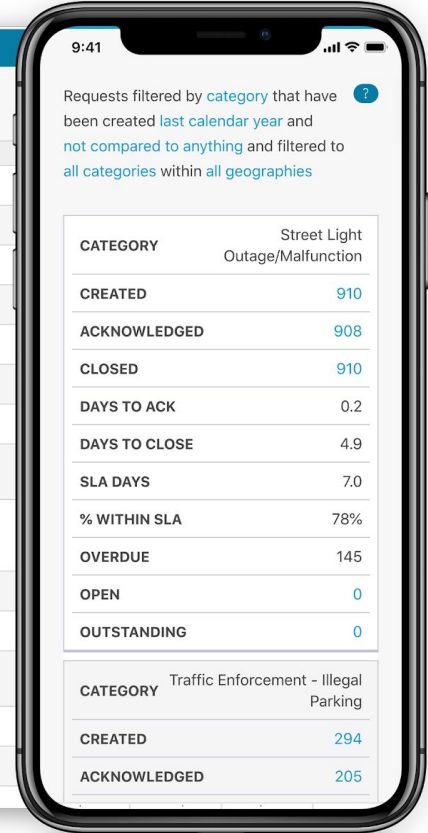 9:41
Requests filtered by category that have ?
been created last calendar year and
not compared to anything and filtered to
all categories within all geographies
CATEGORY Street Light
Outage/Malfunction
CREATED 910
ACKNOWLEDGED 908
CLOSED 910
DAYS TO ACK 0.2
DAYS TO CLOSE 4.9
SLA DAYS 7.0
% WITHIN SLA 78%
OVERDUE 145
OPEN 0
OUTSTANDING 0
CATEGORY Traffic Enforcement - Illegal
Parking
CREATED 294
ACKNOWLEDGED 205